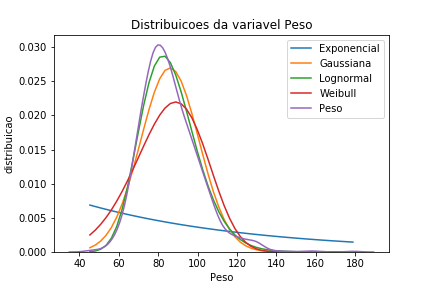 Distribuicoes da variavel Peso
0.030
0.025
0.020
0.015
0.010
0.005
0.000
distribuicao
Exponencial
Gaussiana
Lognormal
Weibull
Peso
40 60 80 100 120 140 160 180
Peso